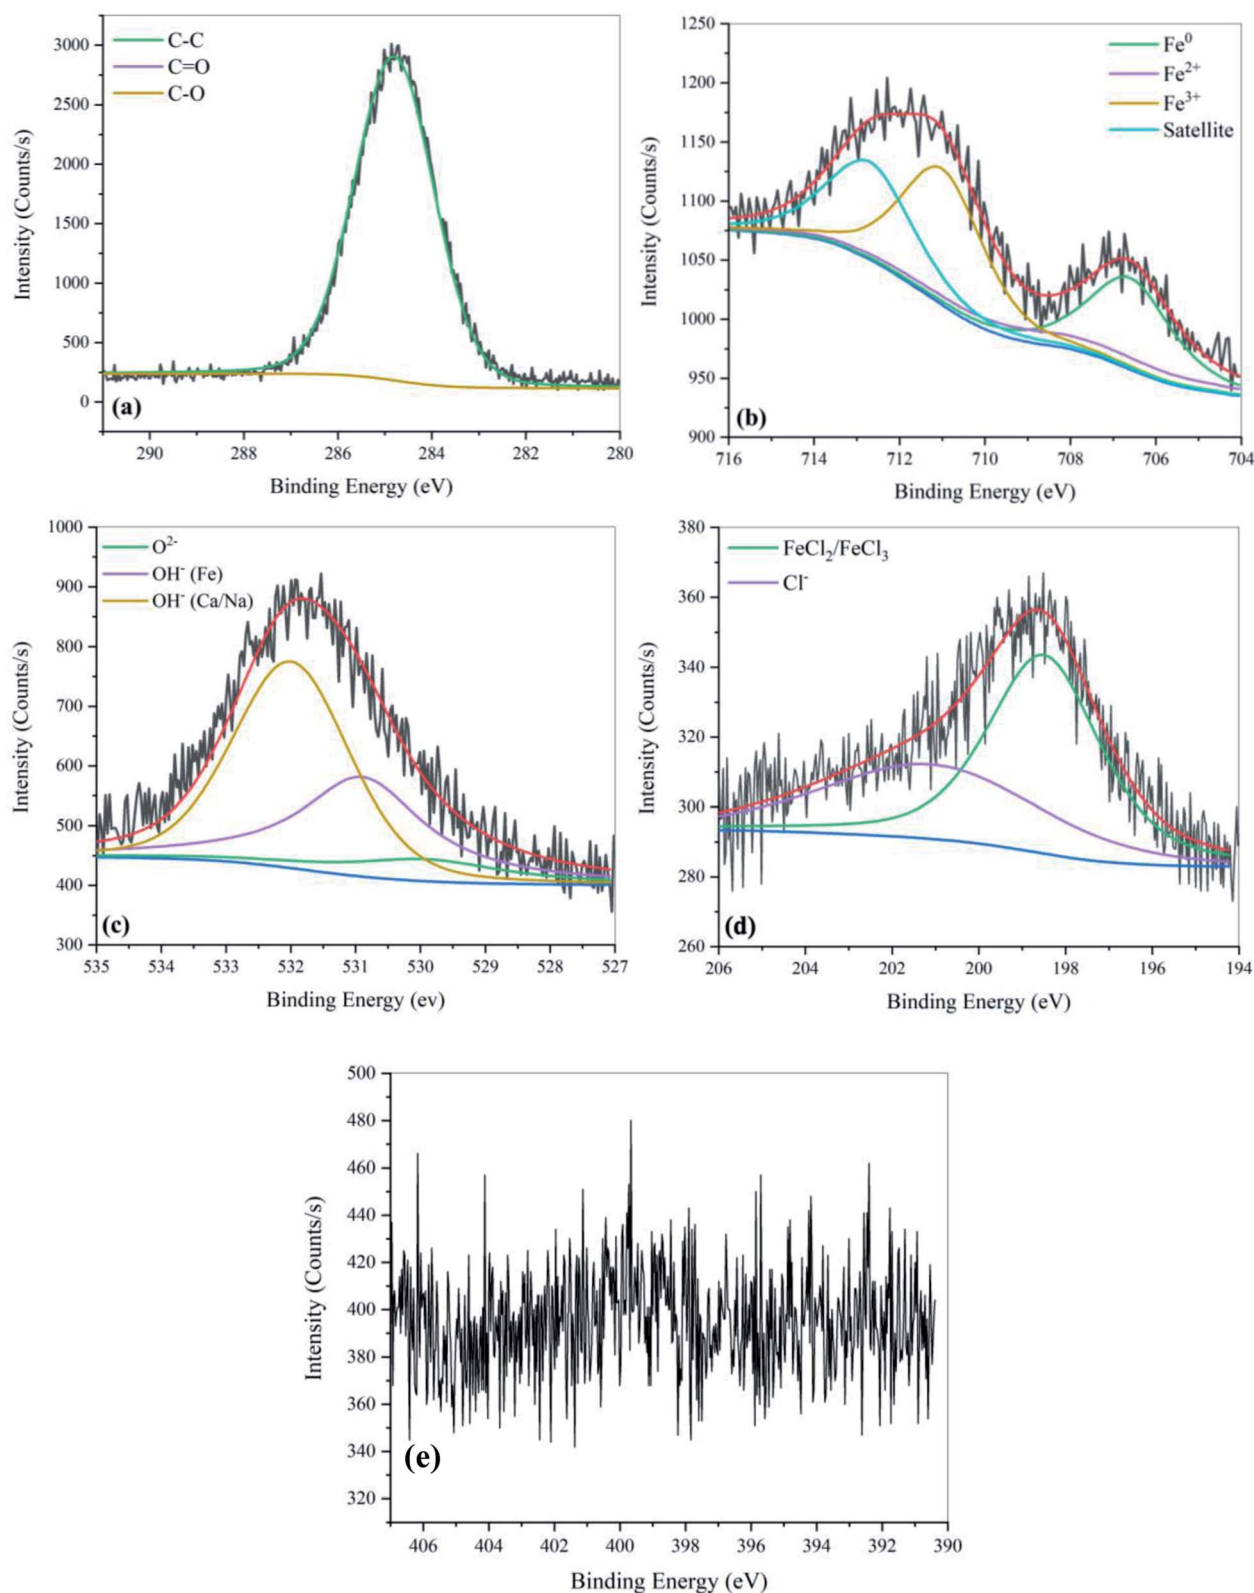 C-C
C=O
C-O
3000
2500
2000
1500
1000
500
0
Intensity (Counts/s)
(a)
290 288 286 284 282 280
Binding Energy (eV)
Fe⁰
Fe²⁺
Fe³⁺
Satellite
1250
1200
1150
1100
1050
1000
950
900
Intensity (Counts/s)
(b)
716 714 712 710 708 706 704
Binding Energy (eV)
O²⁻
OH⁻ (Fe)
OH⁻ (Ca/Na)
1000
900
800
700
600
500
400
300
Intensity (Counts/s)
(c)
535 534 533 532 531 530 529 528 527
Binding Energy (ev)
FeCl₂/FeCl₃
Cl⁻
380
360
340
320
300
280
260
Intensity (Counts/s)
(d)
206 204 202 200 198 196 194
Binding Energy (eV)
500
480
460
440
420
400
380
360
340
320
Intensity (Counts/s)
(e)
406 404 402 400 398 396 394 392 390
Binding Energy (eV)